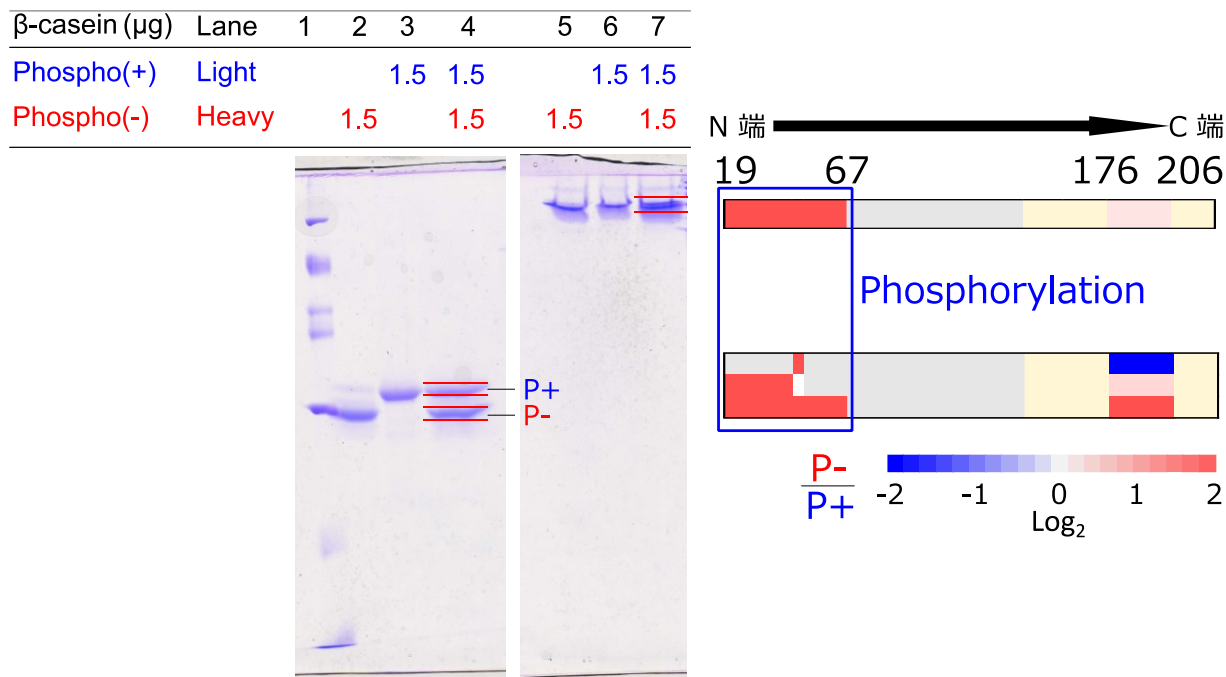 β-casein (μg) Lane 1 2 3 4 5 6 7
Phospho(+) Light 1.5 1.5 1.5 1.5
Phospho(-) Heavy 1.5 1.5 1.5 1.5
N 端 C 端
19 67 176 206
Phosphorylation
P+
P-
P-
P+
-2 -1 0 1 2
Log₂